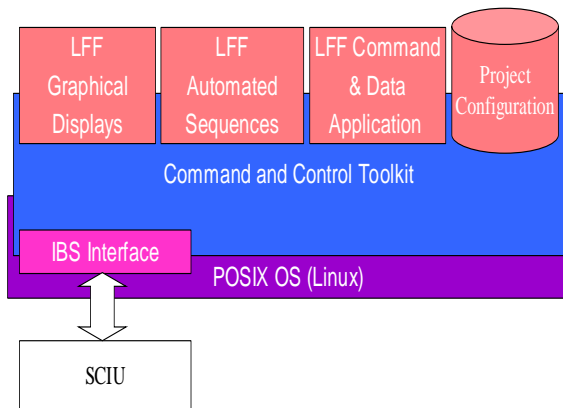 LFF
Graphical
Displays
LFF
Automated
Sequences
LFF Command
& Data
Application
Project
Configuration
Command and Control Toolkit
IBS Interface
POSIX OS (Linux)
SCIU